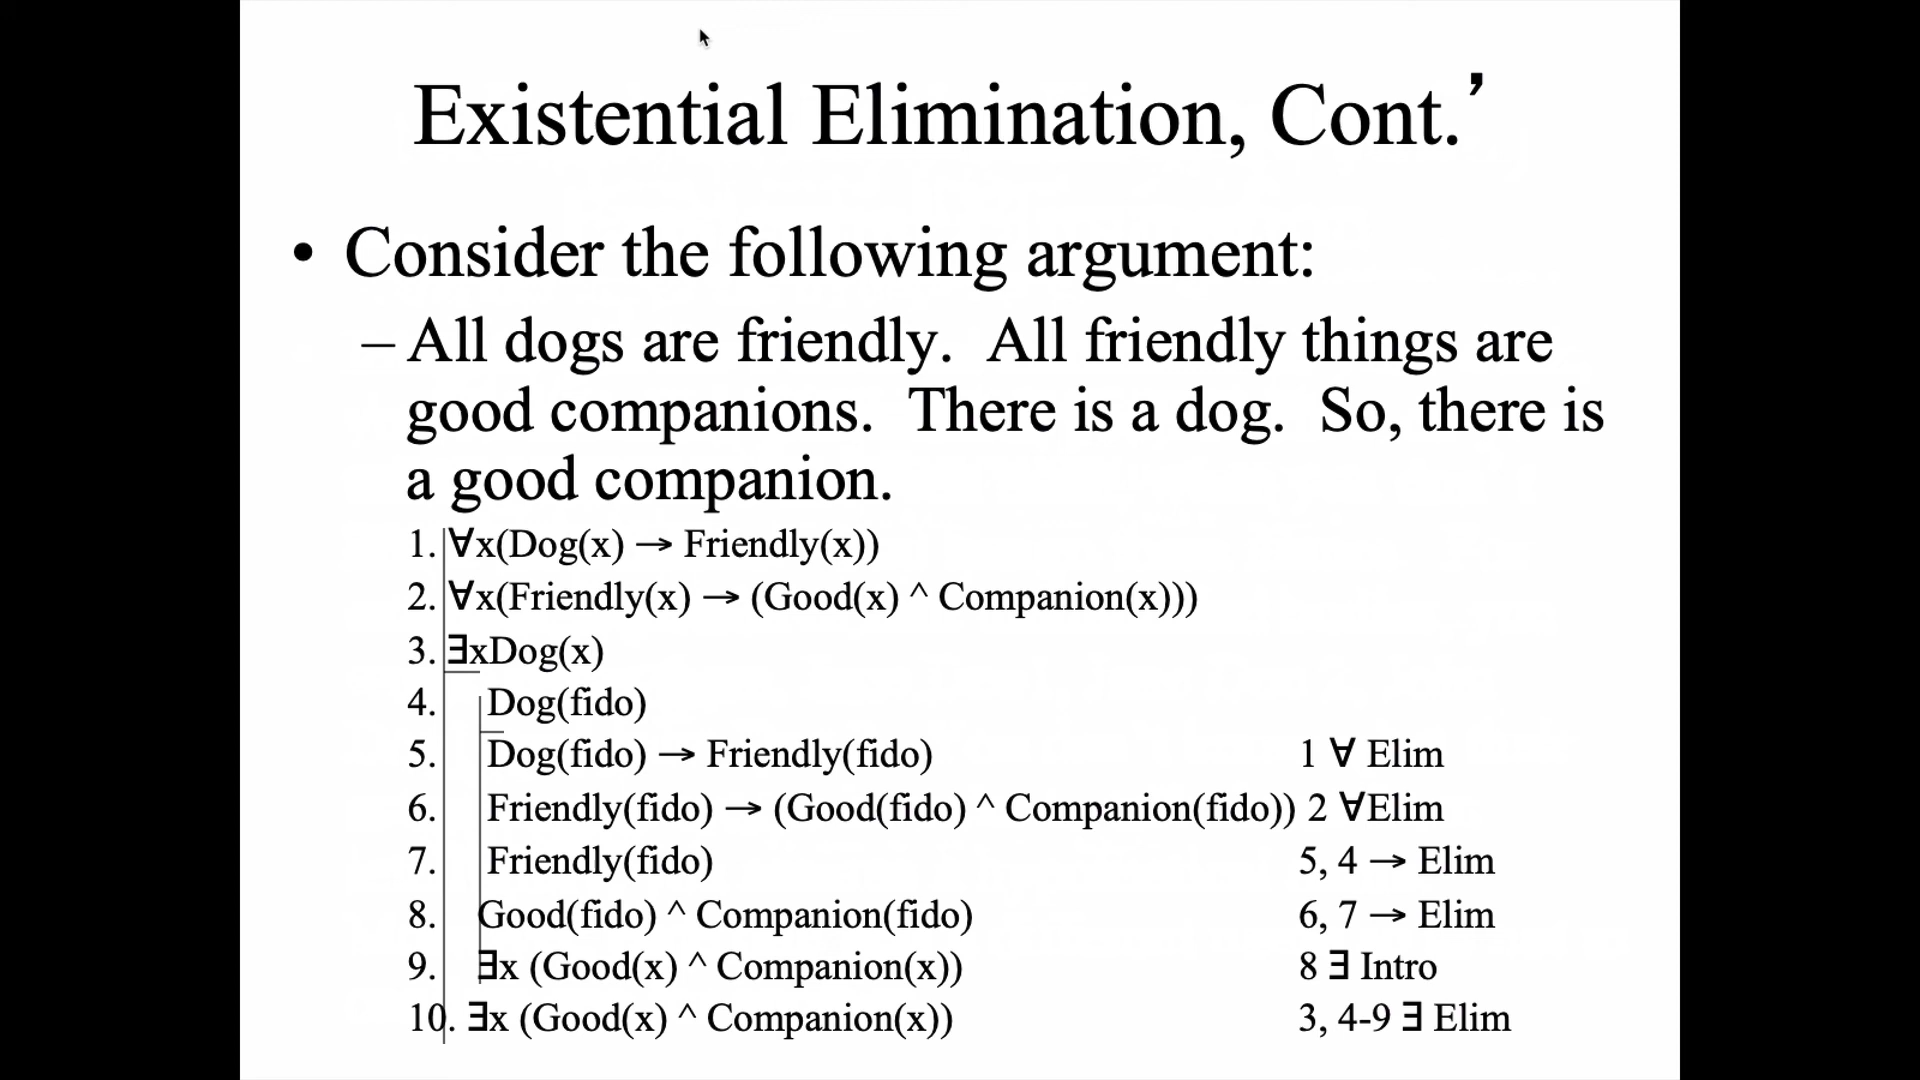 Existential Elimination, Cont.’
• Consider the following argument:
– All dogs are friendly.  All friendly things are
good companions.  There is a dog.  So, there is
a good companion.
1. ∀x(Dog(x) → Friendly(x))
2. ∀x(Friendly(x) → (Good(x) ^ Companion(x)))
3. ∃xDog(x)
4. Dog(fido)
5. Dog(fido) → Friendly(fido) 1 ∀ Elim
6. Friendly(fido) → (Good(fido) ^ Companion(fido)) 2 ∀Elim
7. Friendly(fido) 5, 4 → Elim
8. Good(fido) ^ Companion(fido) 6, 7 → Elim
9. ∃x (Good(x) ^ Companion(x)) 8 ∃ Intro
10. ∃x (Good(x) ^ Companion(x)) 3, 4-9 ∃ Elim